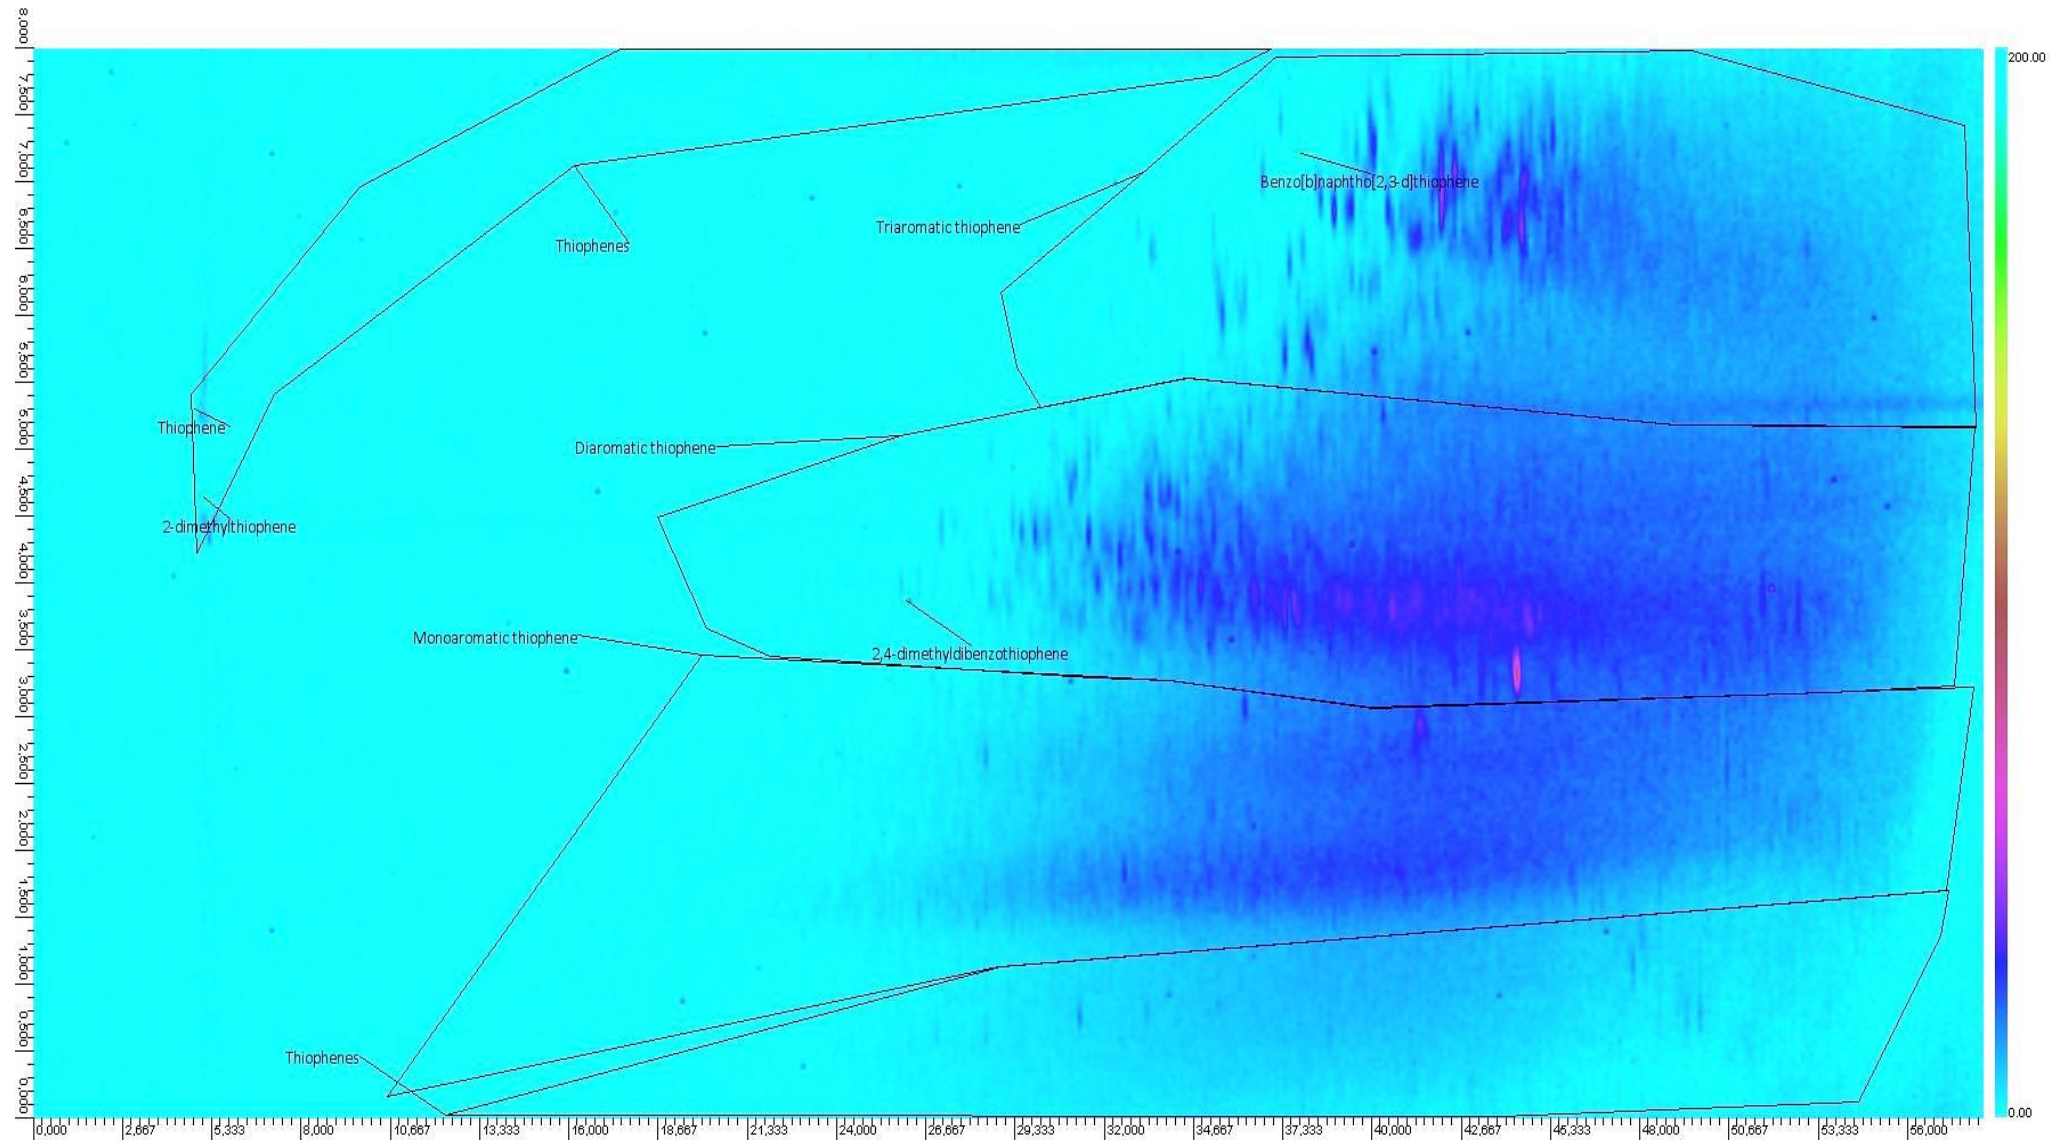 8,000
200.00
7,500
7,000
Benzo[b]naphtho[2,3-d]thiophene
6,500
Triaromatic thiophene
Thiophenes
6,000
5,500
5,000
Thiophene
Diaromatic thiophene
4,500
2-dimethylthiophene
4,000
3,500
Monoaromatic thiophene
2,4-dimethyldibenzothiophene
3,000
2,500
2,000
1,500
1,000
0,500
Thiophenes
0,000
0.00
0,000 2,667 5,333 8,000 10,667 13,333 16,000 18,667 21,333 24,000 26,667 29,333 32,000 34,667 37,333 40,000 42,667 45,333 48,000 50,667 53,333 56,000